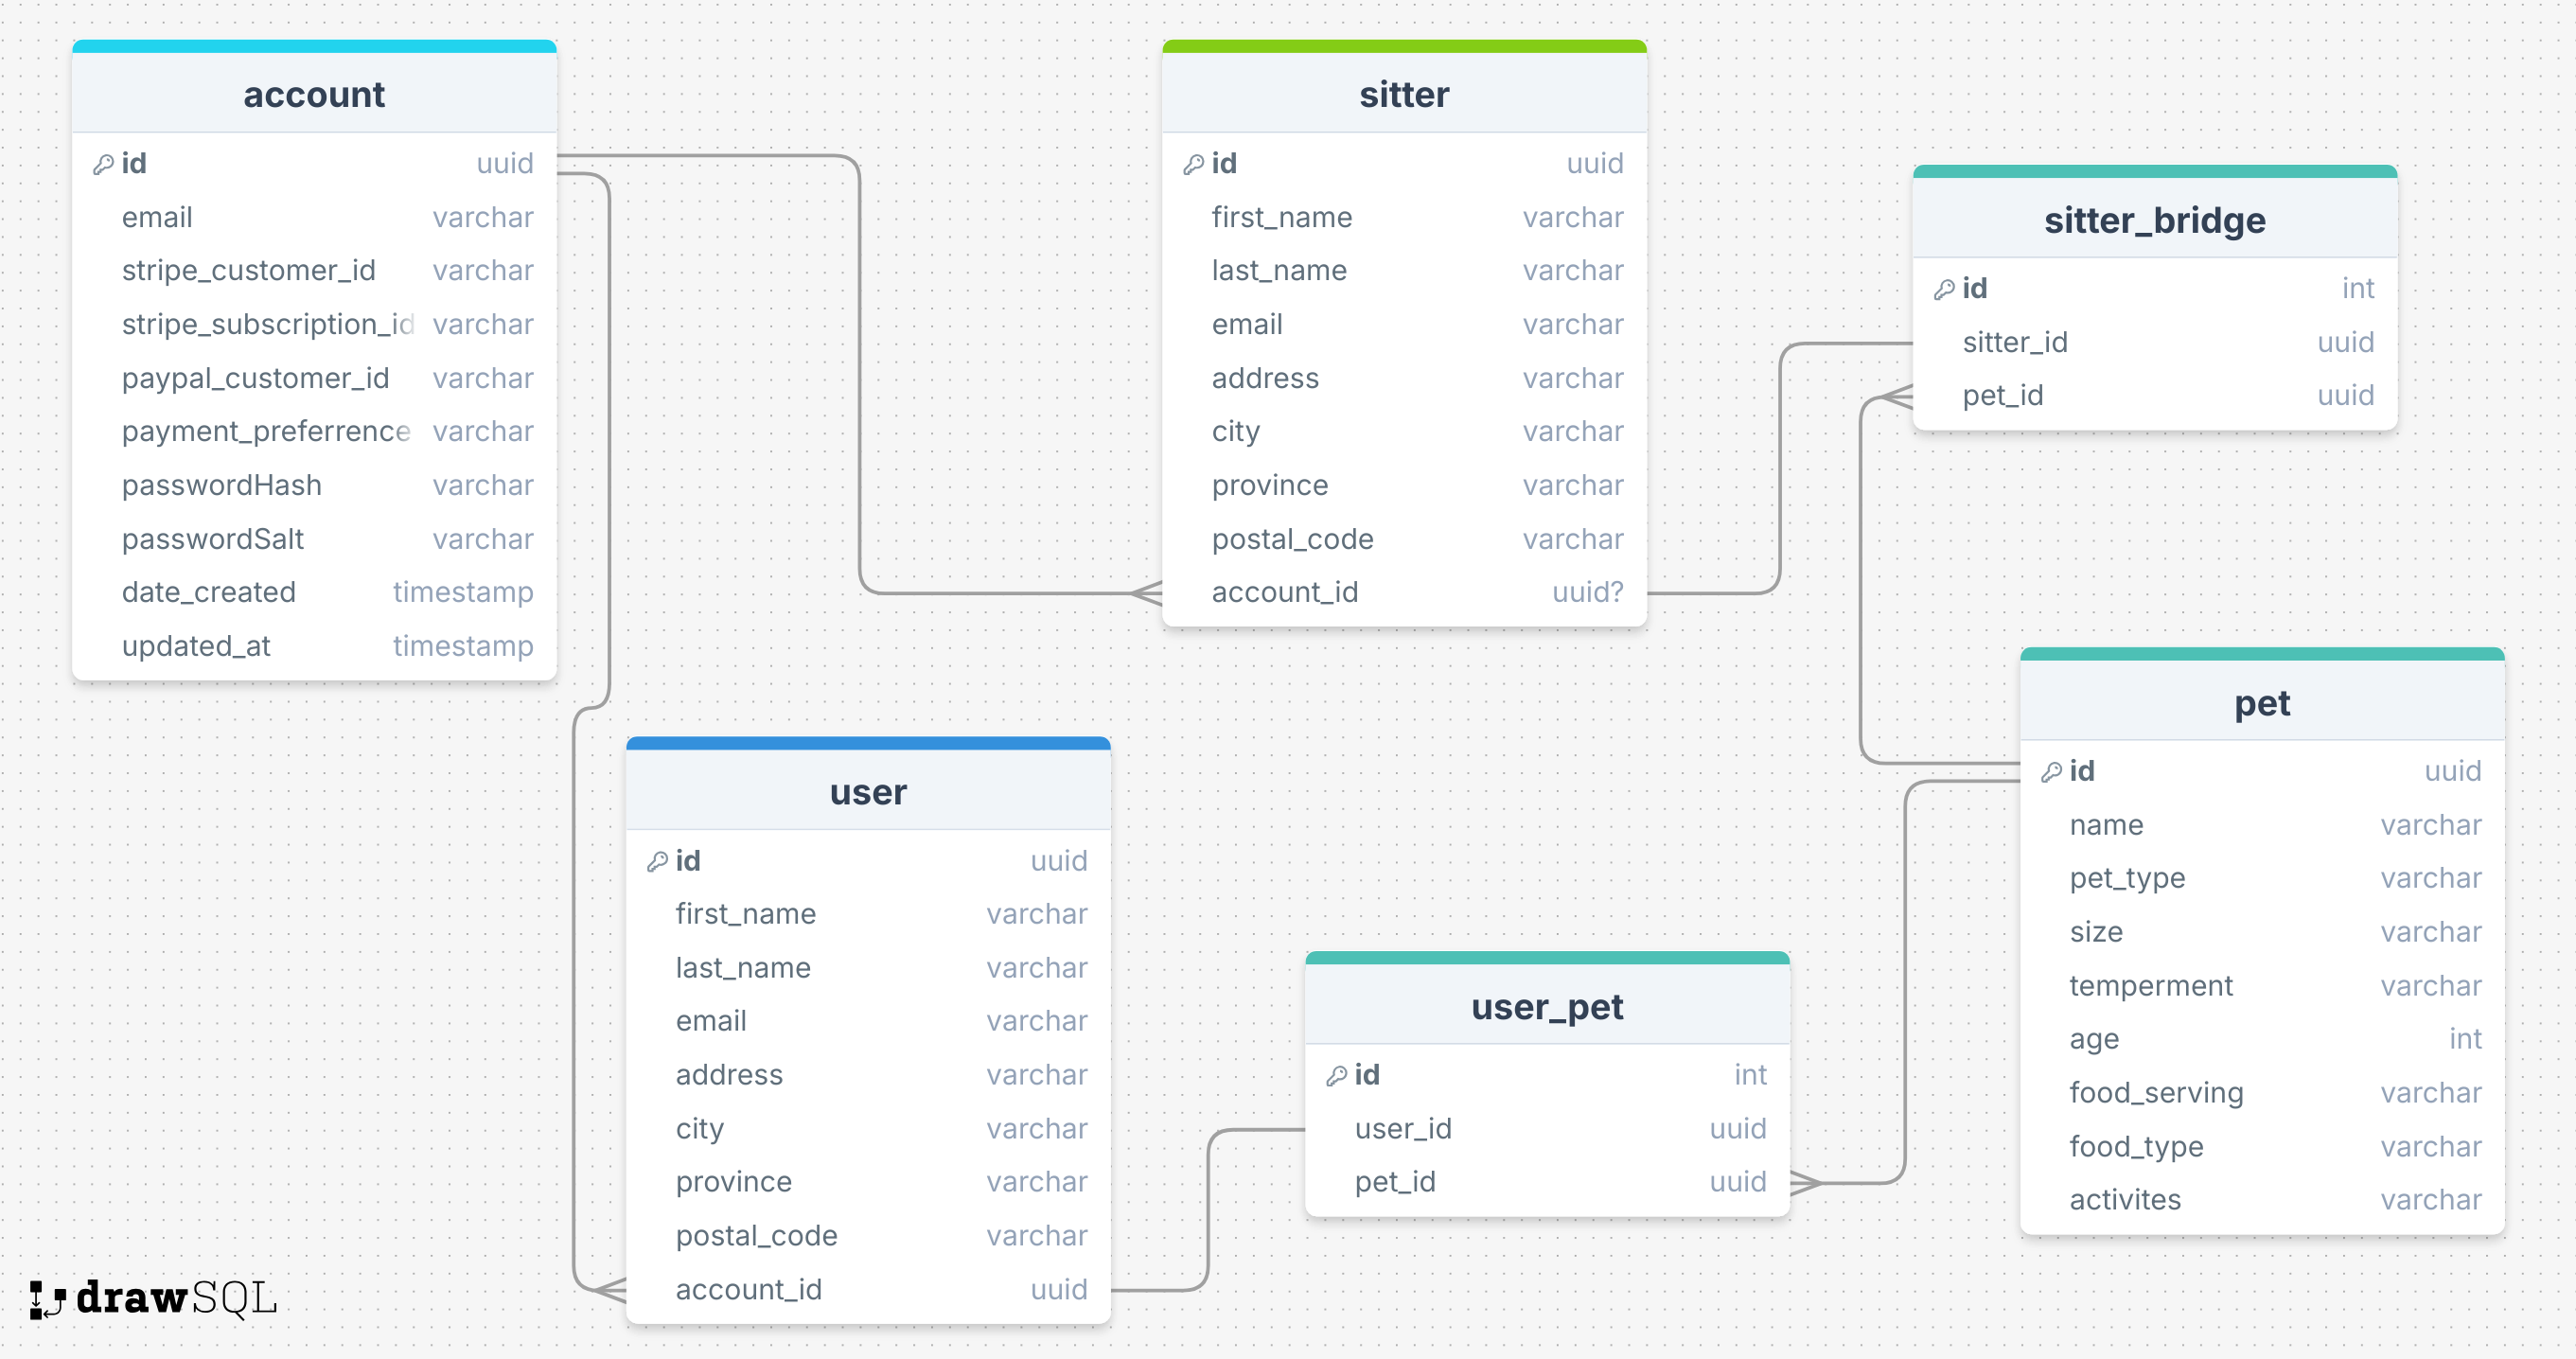 account
id uuid
email varchar
stripe_customer_id varchar
stripe_subscription_id varchar
paypal_customer_id varchar
payment_preferrence varchar
passwordHash varchar
passwordSalt varchar
date_created timestamp
updated_at timestamp
sitter
id uuid
first_name varchar
last_name varchar
email varchar
address varchar
city varchar
province varchar
postal_code varchar
account_id uuid?
sitter_bridge
id int
sitter_id uuid
pet_id uuid
user
id uuid
first_name varchar
last_name varchar
email varchar
address varchar
city varchar
province varchar
postal_code varchar
account_id uuid
user_pet
id int
user_id uuid
pet_id uuid
pet
id uuid
name varchar
pet_type varchar
size varchar
temperment varchar
age int
food_serving varchar
food_type varchar
activites varchar
drawSQL